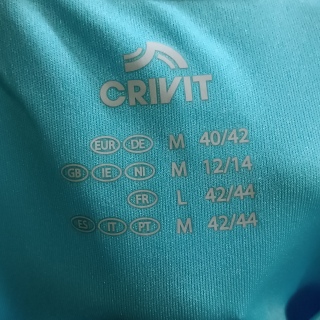 CRIVIT
EUR DE M 40/42
GB IE NI M 12/14
FR L 42/44
ES IT PT M 42/44